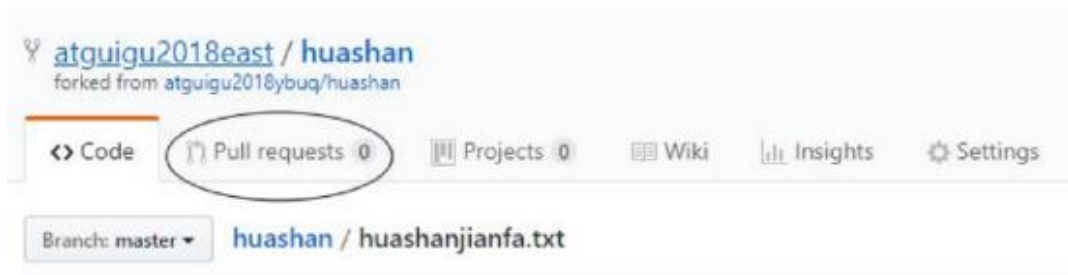 atguigu2018east / huashan
forked from atguigu2018ybuq/huashan
<> Code Pull requests 0 Projects 0 Wiki Insights Settings
Branch: master huashan / huashanjianfa.txt